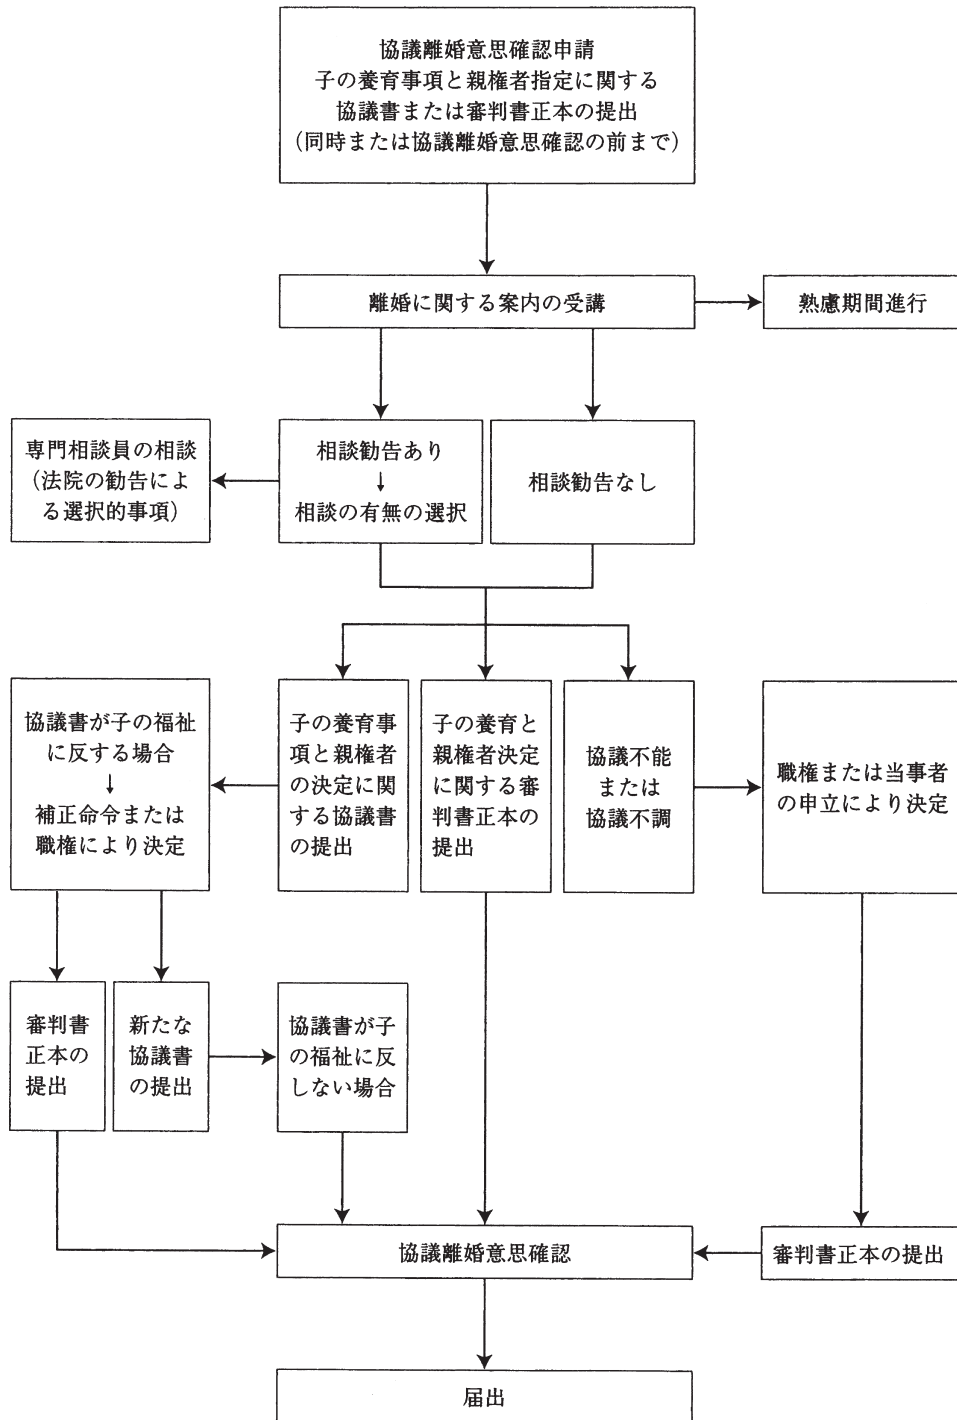 協議離婚意思確認申請
子の養育事項と親権者指定に関する
協議書または審判書正本の提出
(同時または協議離婚意思確認の前まで)
離婚に関する案内の受講
熟慮期間進行
専門相談員の相談
(法院の勧告によ
る選択的事項)
相談勧告あり
↓
相談の有無の選択
相談勧告なし
協議書が子の福祉
に反する場合
↓
補正命令または
職権により決定
子の養育事
項と親権者
の決定に関
する協議書
の提出
子の養育と
親権者決定
に関する審
判書正本の
提出
協議不能
または
協議不調
職権または当事者
の申立により決定
審判書
正本の
提出
新たな
協議書
の提出
協議書が子
の福祉に反
しない場合
協議離婚意思確認
審判書正本の提出
届出